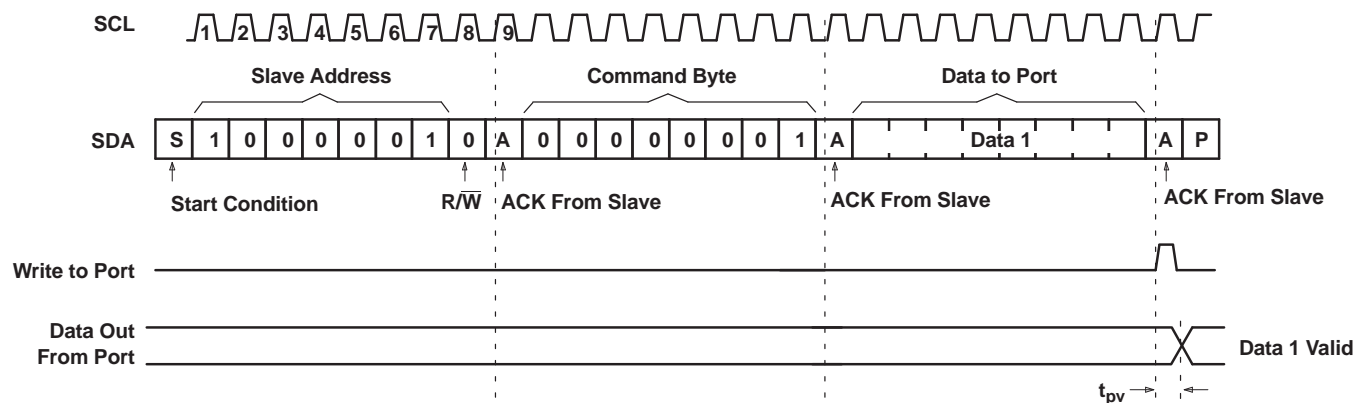 SCL
1 2 3 4 5 6 7 8 9
Slave Address Command Byte Data to Port
SDA S 1 0 0 0 0 0 1 0 A 0 0 0 0 0 0 0 1 A Data 1 A P
Start Condition R/W̅ ACK From Slave ACK From Slave ACK From Slave
Write to Port
Data Out
From Port
Data 1 Valid
tpv